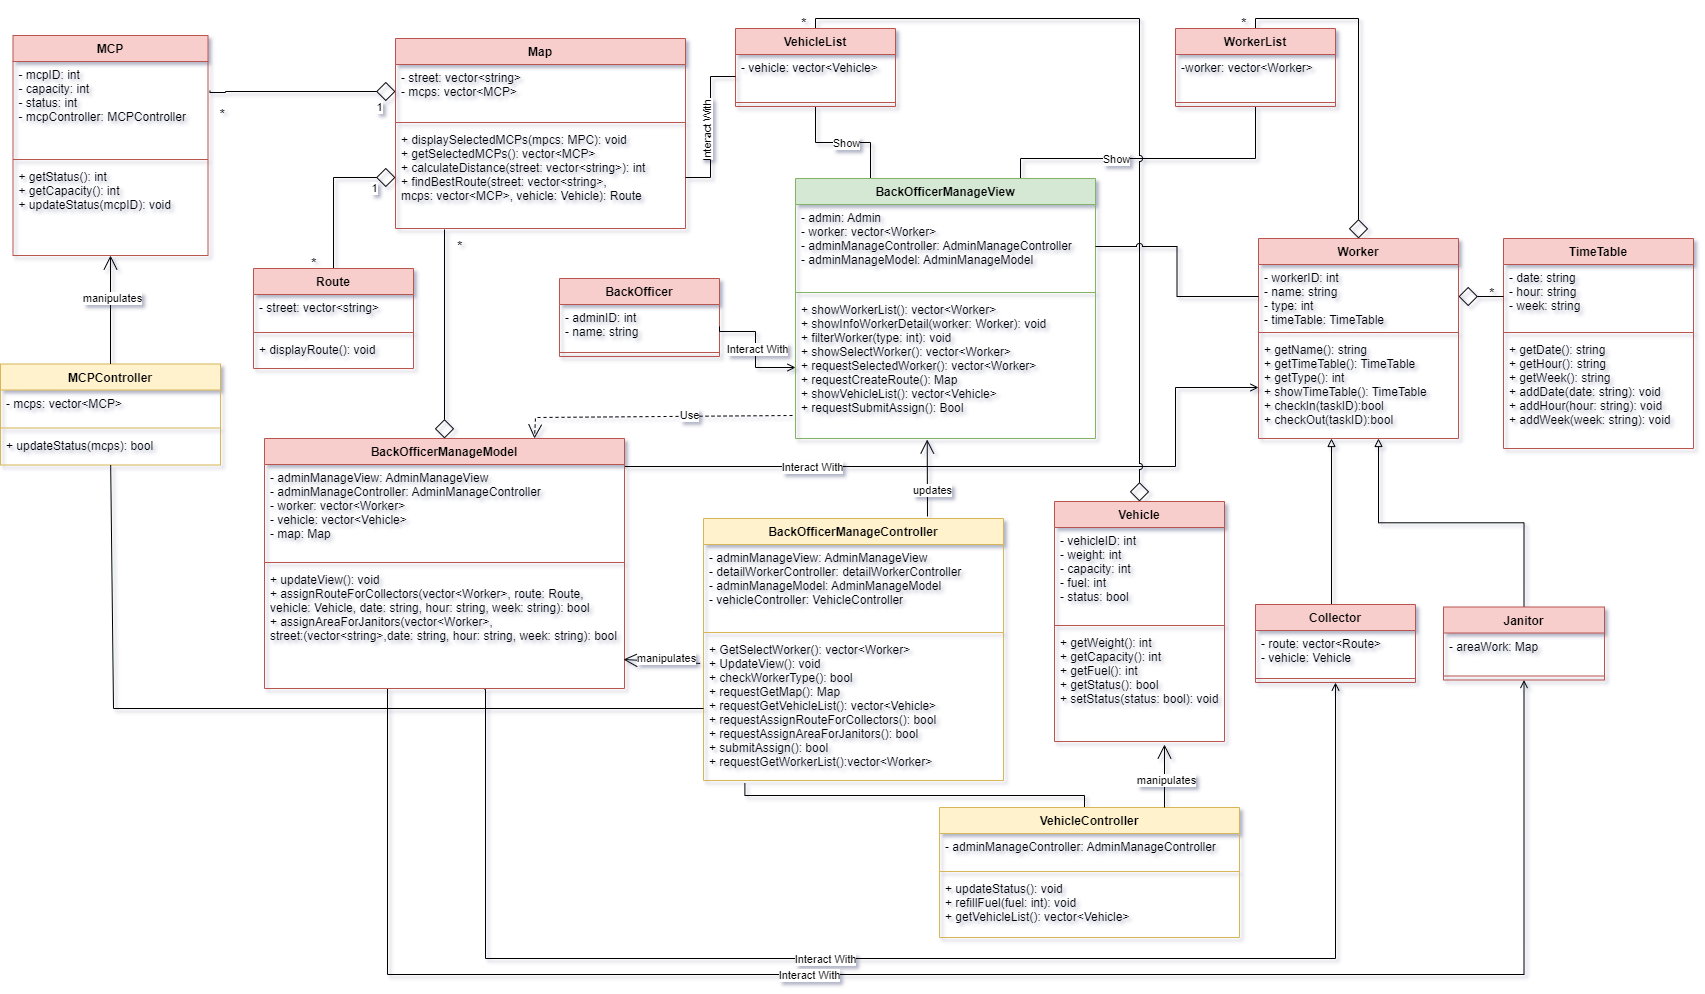 MCP
- mcpID: int
- capacity: int
- status: int
- mcpController: MCPController
+ getStatus(): int
+ getCapacity(): int
+ updateStatus(mcpID): void
*
1
Map
- street: vector<string>
- mcps: vector<MCP>
+ displaySelectedMCPs(mpcs: MPC): void
+ getSelectedMCPs(): vector<MCP>
+ calculateDistance(street: vector<string>): int
+ findBestRoute(street: vector<string>,
mcps: vector<MCP>, vehicle: Vehicle): Route
1
*
*
Interact With
VehicleList
- vehicle: vector<Vehicle>
*
Show
WorkerList
-worker: vector<Worker>
*
Show
manipulates
Route
- street: vector<string>
+ displayRoute(): void
BackOfficer
- adminID: int
- name: string
Interact With
BackOfficerManageView
- admin: Admin
- worker: vector<Worker>
- adminManageController: AdminManageController
- adminManageModel: AdminManageModel
+ showWorkerList(): vector<Worker>
+ showInfoWorkerDetail(worker: Worker): void
+ filterWorker(type: int): void
+ showSelectWorker(): vector<Worker>
+ requestSelectedWorker(): vector<Worker>
+ requestCreateRoute(): Map
+ showVehicleList(): vector<Vehicle>
+ requestSubmitAssign(): Bool
Worker
- workerID: int
- name: string
- type: int
- timeTable: TimeTable
+ getName(): string
+ getTimeTable(): TimeTable
+ getType(): int
+ showTimeTable(): TimeTable
+ checkIn(taskID):bool
+ checkOut(taskID):bool
*
TimeTable
- date: string
- hour: string
- week: string
+ getDate(): string
+ getHour(): string
+ getWeek(): string
+ addDate(date: string): void
+ addHour(hour: string): void
+ addWeek(week: string): void
MCPController
- mcps: vector<MCP>
+ updateStatus(mcps): bool
Use
BackOfficerManageModel
- adminManageView: AdminManageView
- adminManageController: AdminManageController
- worker: vector<Worker>
- vehicle: vector<Vehicle>
- map: Map
+ updateView(): void
+ assignRouteForCollectors(vector<Worker>, route: Route,
vehicle: Vehicle, date: string, hour: string, week: string): bool
+ assignAreaForJanitors(vector<Worker>,
street:(vector<string>,date: string, hour: string, week: string): bool
Interact With
updates
manipulates
BackOfficerManageController
- adminManageView: AdminManageView
- detailWorkerController: detailWorkerController
- adminManageModel: AdminManageModel
- vehicleController: VehicleController
+ GetSelectWorker(): vector<Worker>
+ UpdateView(): void
+ checkWorkerType(): bool
+ requestGetMap(): Map
+ requestGetVehicleList(): vector<Vehicle>
+ requestAssignRouteForCollectors(): bool
+ requestAssignAreaForJanitors(): bool
+ submitAssign(): bool
+ requestGetWorkerList():vector<Worker>
Vehicle
- vehicleID: int
- weight: int
- capacity: int
- fuel: int
- status: bool
+ getWeight(): int
+ getCapacity(): int
+ getFuel(): int
+ getStatus(): bool
+ setStatus(status: bool): void
Collector
- route: vector<Route>
- vehicle: Vehicle
Janitor
- areaWork: Map
manipulates
VehicleController
- adminManageController: AdminManageController
+ updateStatus(): void
+ refillFuel(fuel: int): void
+ getVehicleList(): vector<Vehicle>
Interact With
Interact With